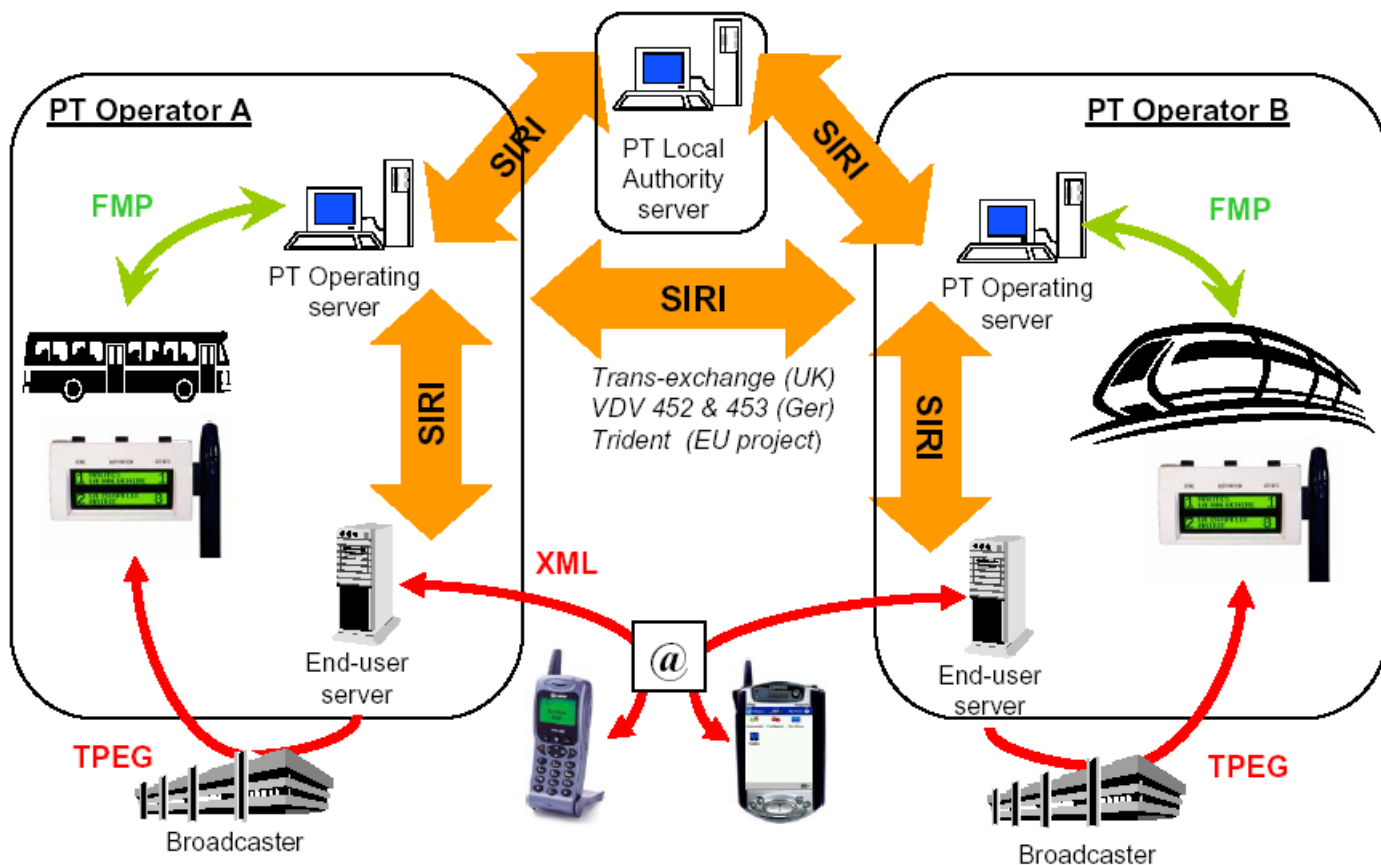 PT Operator A
FMP
PT Operating
server
SIRI
PT Local
Authority
server
SIRI
PT Operator B
PT Operating
server
FMP
SIRI
Trans-exchange (UK)
VDV 452 & 453 (Ger)
Trident (EU project)
SIRI
SIRI
XML
@
End-user
server
End-user
server
TPEG
Broadcaster
TPEG
Broadcaster